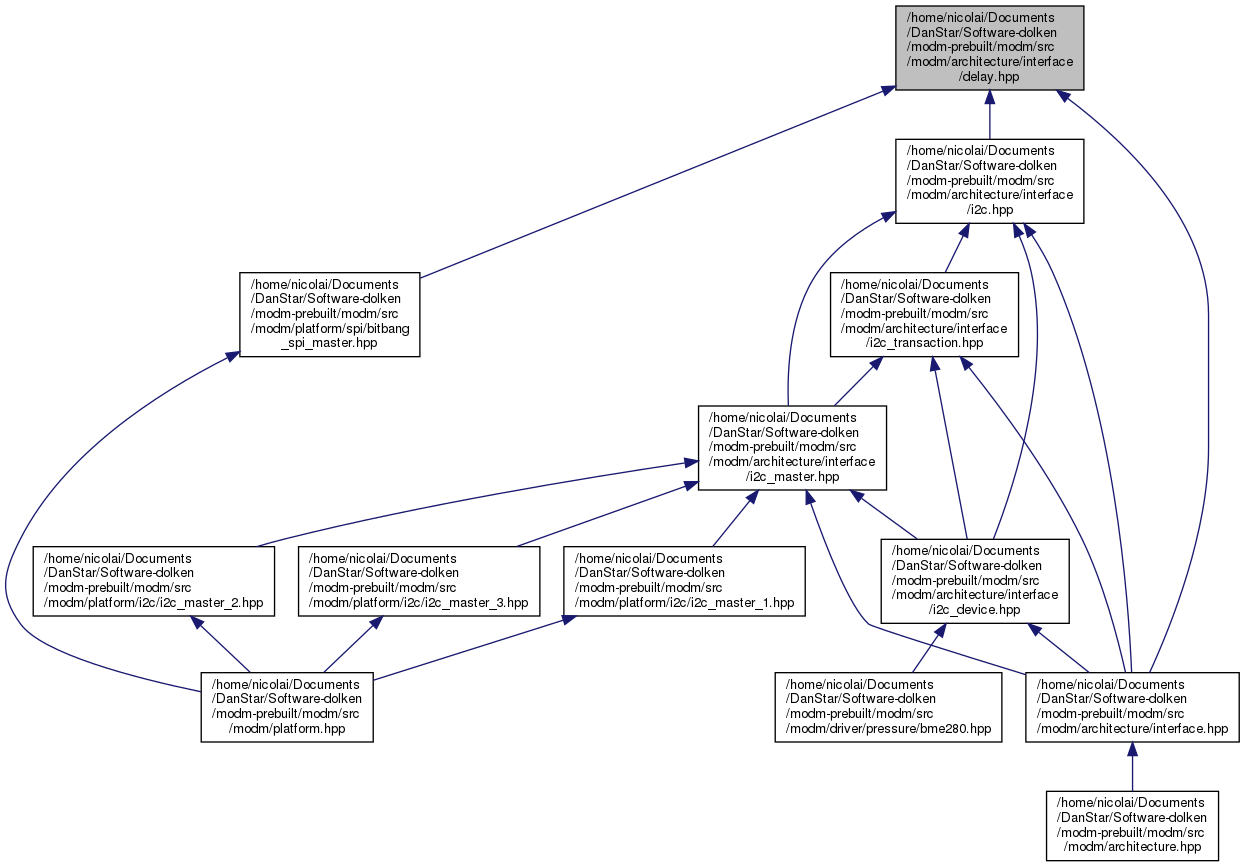 /home/nicolai/Documents
/DanStar/Software-dolken
/modm-prebuilt/modm/src
/modm/architecture/interface
/delay.hpp
/home/nicolai/Documents
/DanStar/Software-dolken
/modm-prebuilt/modm/src
/modm/architecture/interface
/i2c.hpp
/home/nicolai/Documents
/DanStar/Software-dolken
/modm-prebuilt/modm/src
/modm/platform/spi/bitbang
_spi_master.hpp
/home/nicolai/Documents
/DanStar/Software-dolken
/modm-prebuilt/modm/src
/modm/architecture/interface
/i2c_transaction.hpp
/home/nicolai/Documents
/DanStar/Software-dolken
/modm-prebuilt/modm/src
/modm/architecture/interface
/i2c_master.hpp
/home/nicolai/Documents
/DanStar/Software-dolken
/modm-prebuilt/modm/src
/modm/platform/i2c/i2c_master_2.hpp
/home/nicolai/Documents
/DanStar/Software-dolken
/modm-prebuilt/modm/src
/modm/platform/i2c/i2c_master_3.hpp
/home/nicolai/Documents
/DanStar/Software-dolken
/modm-prebuilt/modm/src
/modm/platform/i2c/i2c_master_1.hpp
/home/nicolai/Documents
/DanStar/Software-dolken
/modm-prebuilt/modm/src
/modm/architecture/interface
/i2c_device.hpp
/home/nicolai/Documents
/DanStar/Software-dolken
/modm-prebuilt/modm/src
/modm/platform.hpp
/home/nicolai/Documents
/DanStar/Software-dolken
/modm-prebuilt/modm/src
/modm/driver/pressure/bme280.hpp
/home/nicolai/Documents
/DanStar/Software-dolken
/modm-prebuilt/modm/src
/modm/architecture/interface.hpp
/home/nicolai/Documents
/DanStar/Software-dolken
/modm-prebuilt/modm/src
/modm/architecture.hpp